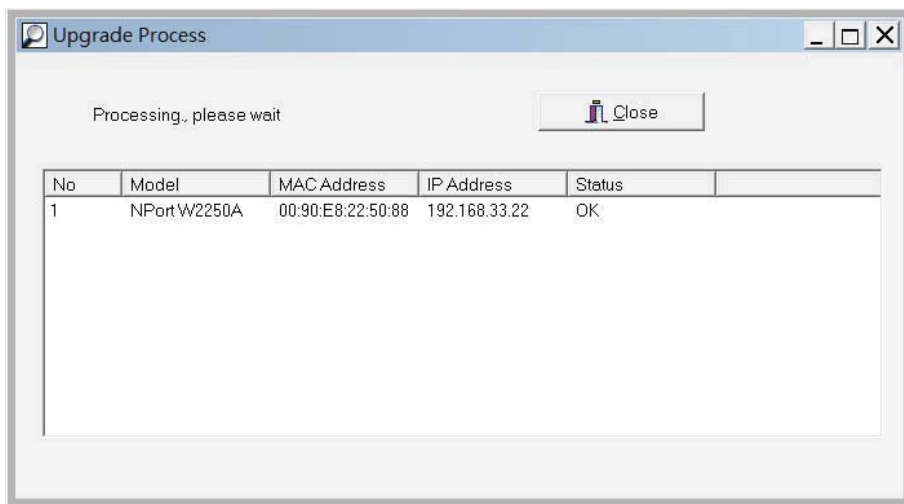 Upgrade Process
Processing., please wait
Close
No Model MAC Address IP Address Status
1 NPort W2250A 00:90:E8:22:50:88 192.168.33.22 OK